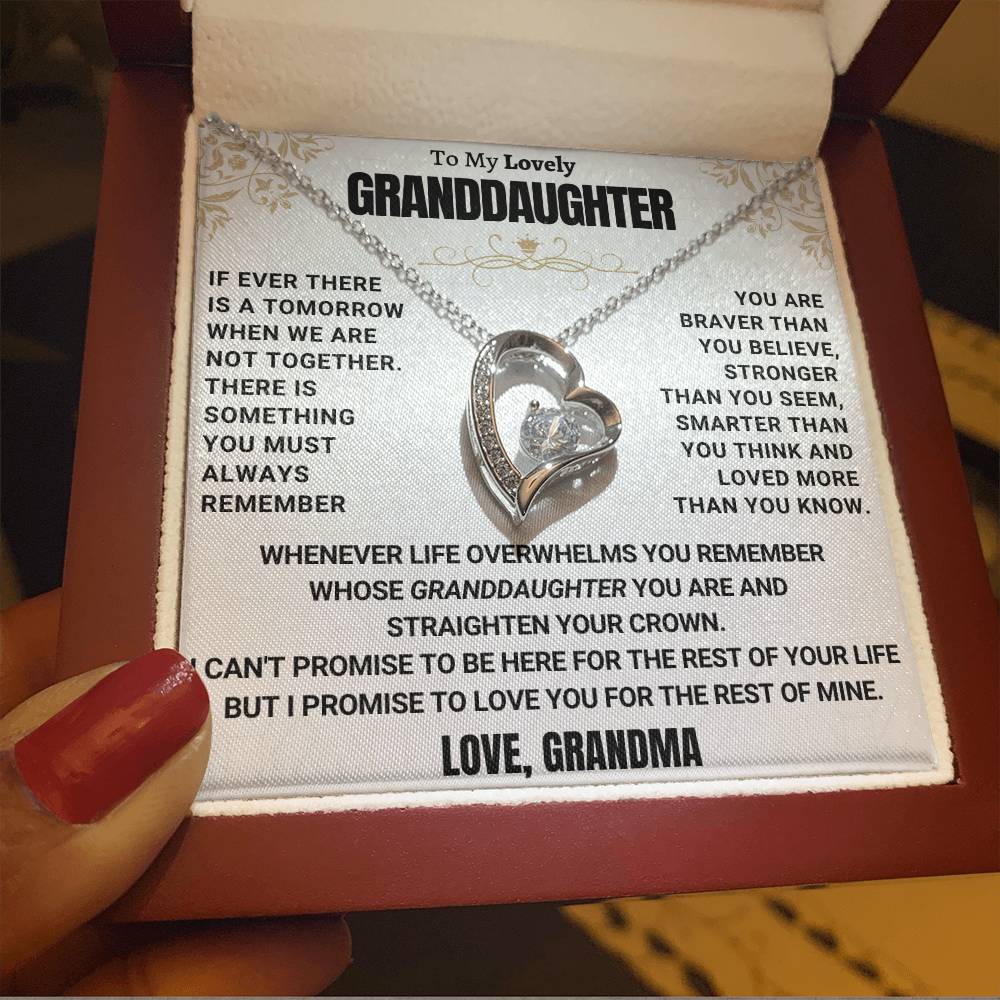 To My Lovely
GRANDDAUGHTER
IF EVER THERE
IS A TOMORROW
WHEN WE ARE
NOT TOGETHER.
THERE IS
SOMETHING
YOU MUST
ALWAYS
REMEMBER
YOU ARE
BRAVER THAN
YOU BELIEVE,
STRONGER
THAN YOU SEEM,
SMARTER THAN
YOU THINK AND
LOVED MORE
THAN YOU KNOW.
WHENEVER LIFE OVERWHELMS YOU REMEMBER
WHOSE GRANDDAUGHTER YOU ARE AND
STRAIGHTEN YOUR CROWN.
I CAN'T PROMISE TO BE HERE FOR THE REST OF YOUR LIFE
BUT I PROMISE TO LOVE YOU FOR THE REST OF MINE.
LOVE, GRANDMA